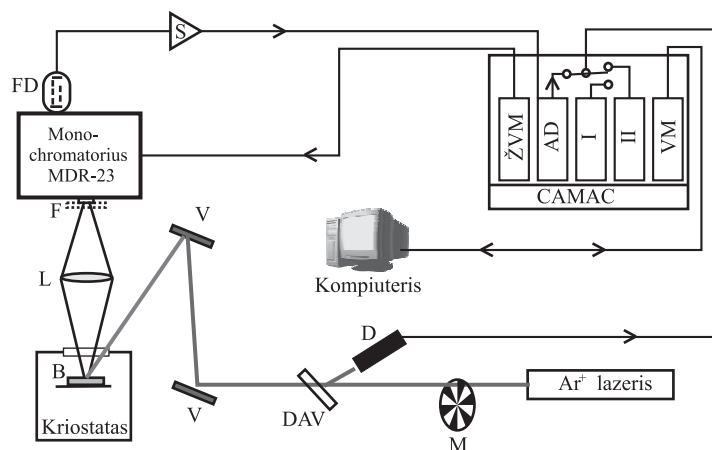 S
FD
Mono-
chromatorius
MDR-23
F
L
B
Kriostatas
V
V
DAV
D
M
Ar+ lazeris
Kompiuteris
ŽVM
AD
I
II
VM
CAMAC